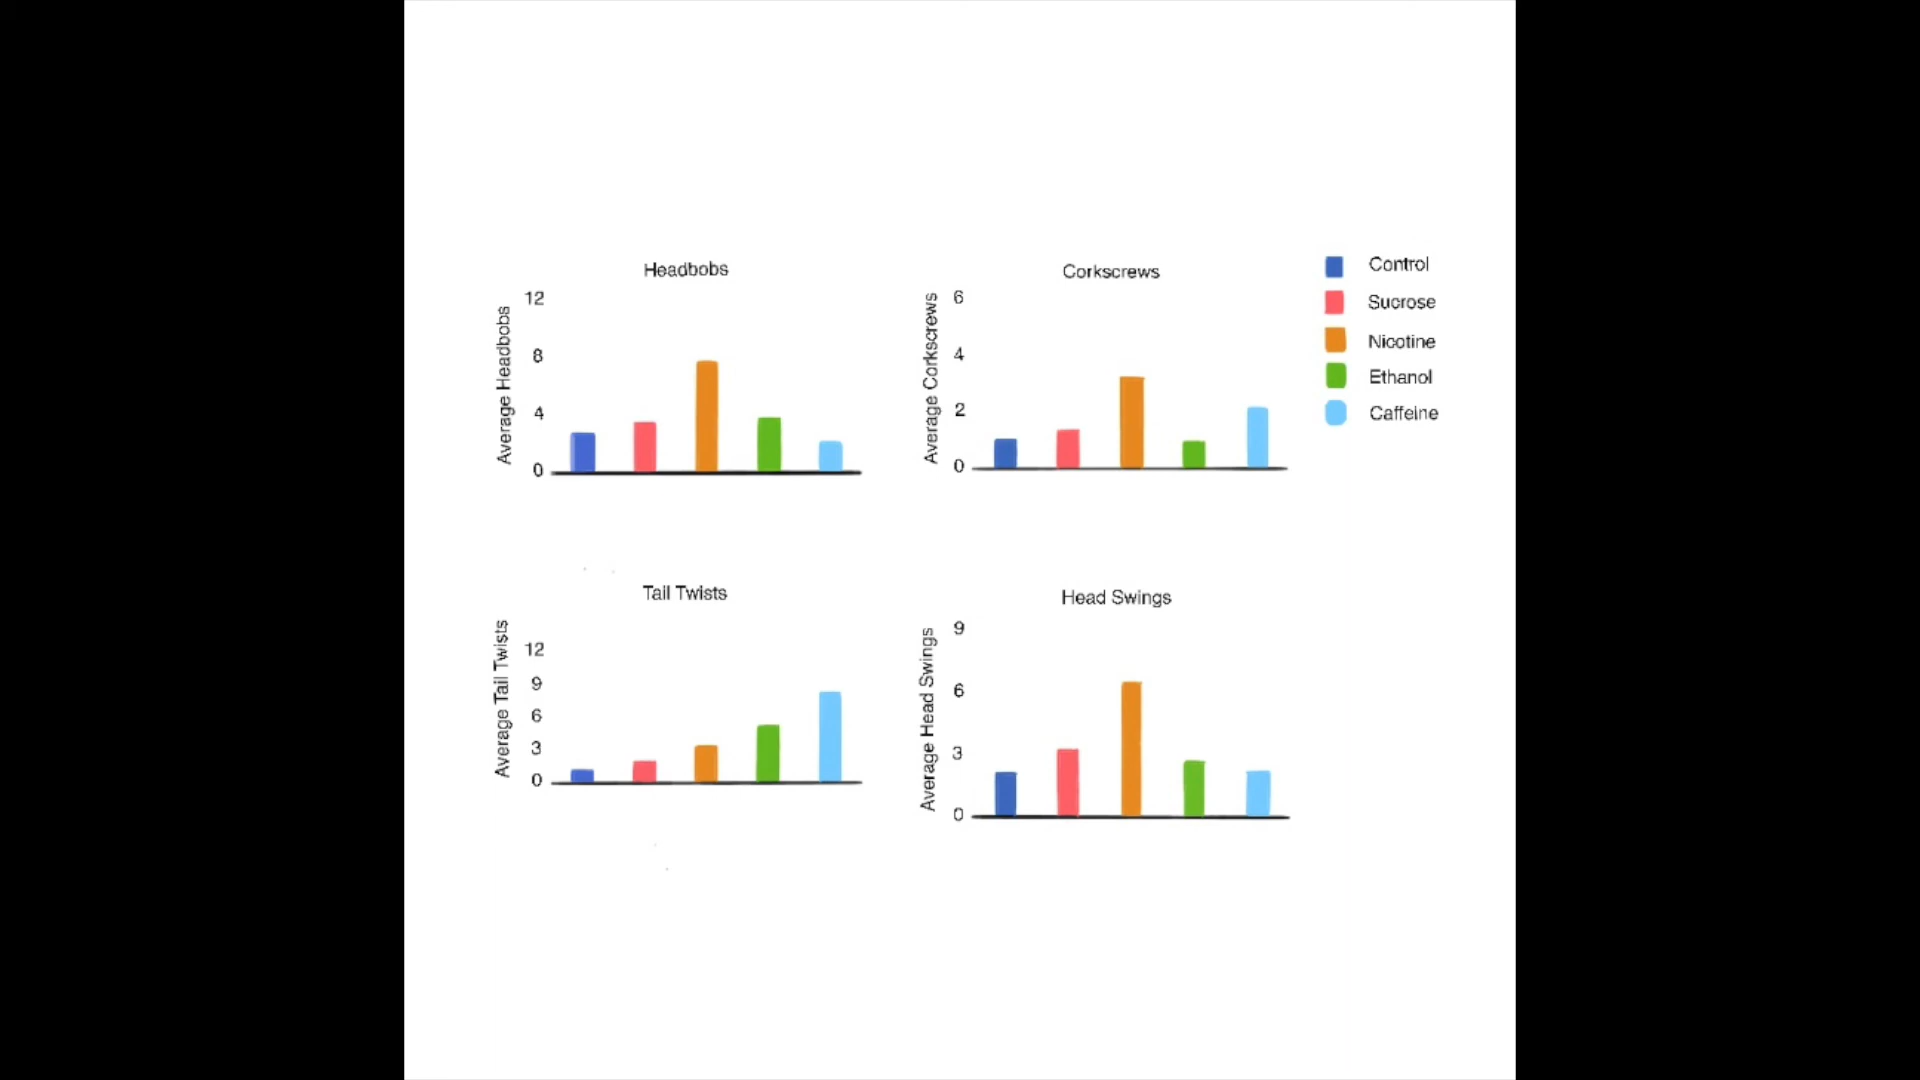 Headbobs
Average Headbobs
12
8
4
0
Corkscrews
Average Corkscrews
6
4
2
0
Control
Sucrose
Nicotine
Ethanol
Caffeine
Tail Twists
Average Tail Twists
12
9
6
3
0
Head Swings
Average Head Swings
9
6
3
0